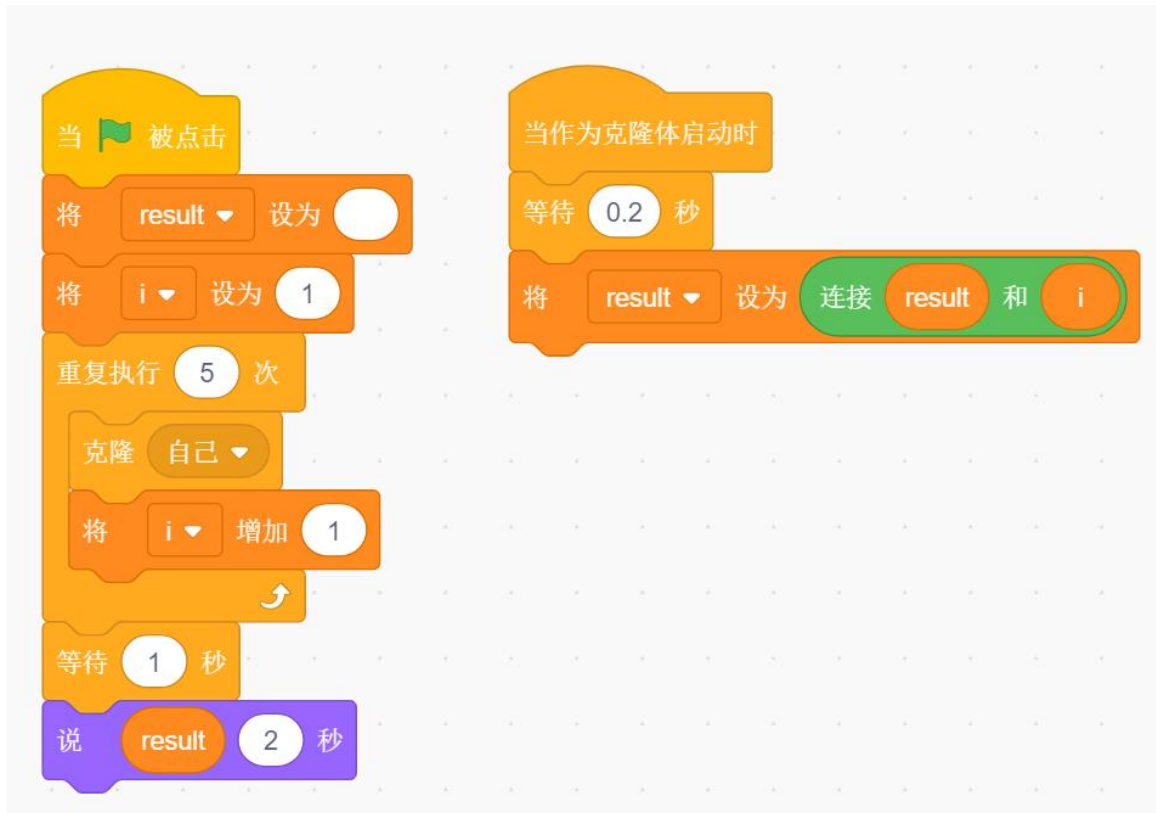 当 被点击
将 result 设为
将 i 设为 1
重复执行 5 次
克隆 自己
将 i 增加 1
等待 1 秒
说 result 2 秒
当作为克隆体启动时
等待 0.2 秒
将 result 设为 连接 result 和 i